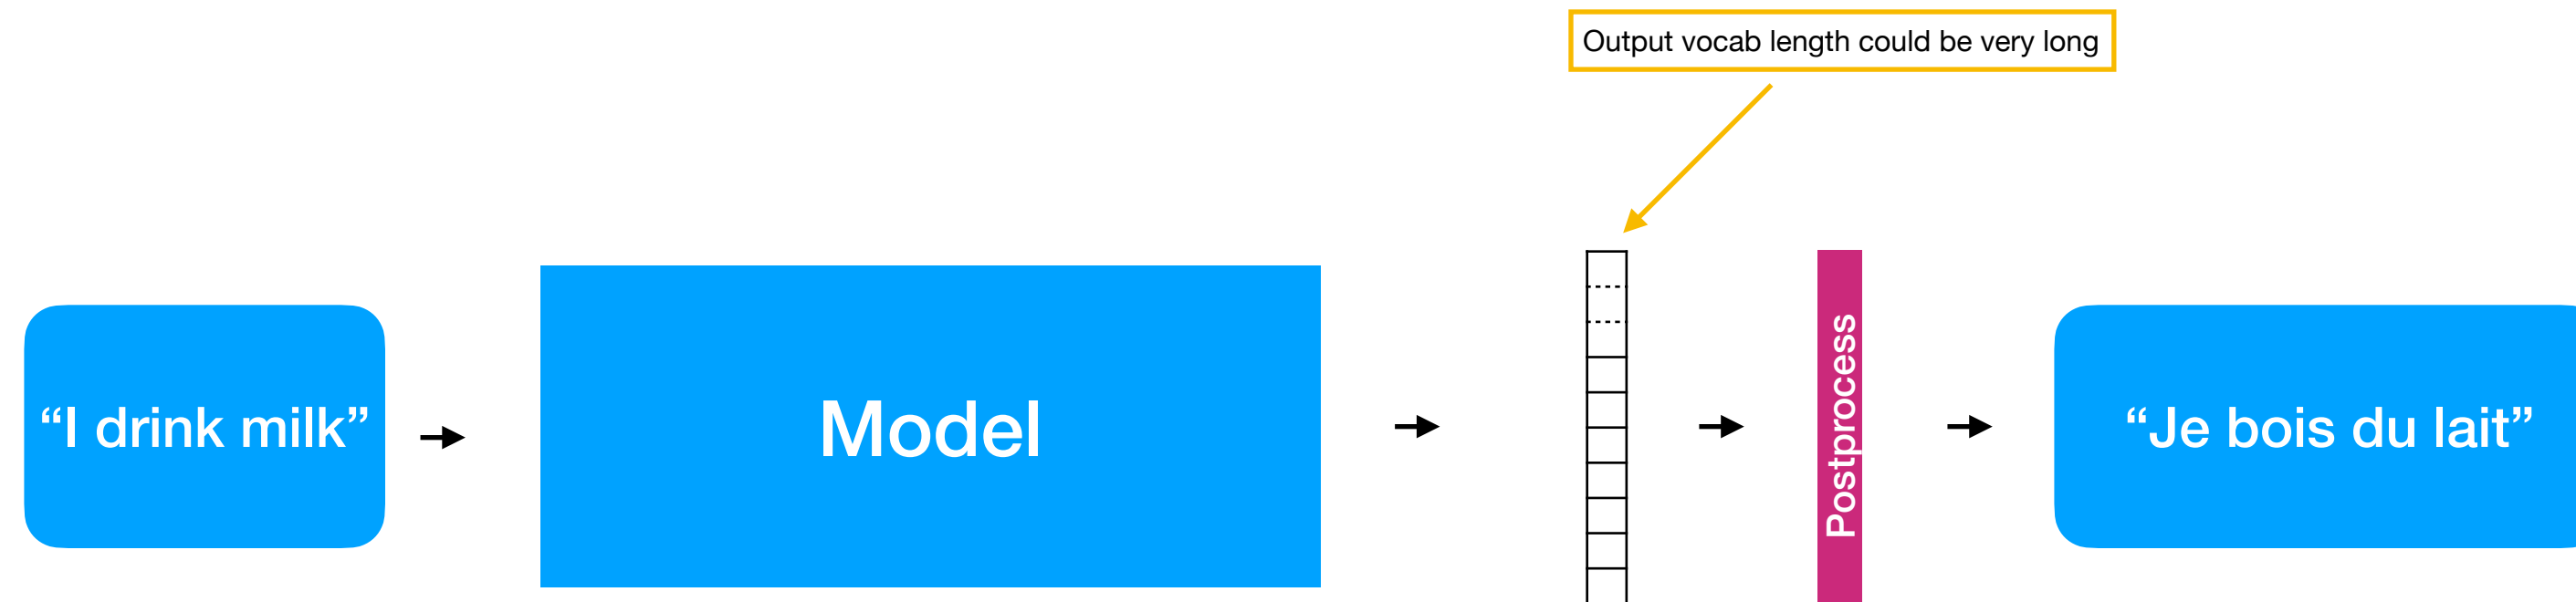 Output vocab length could be very long
“I drink milk”
Model
Postprocess
“Je bois du lait”